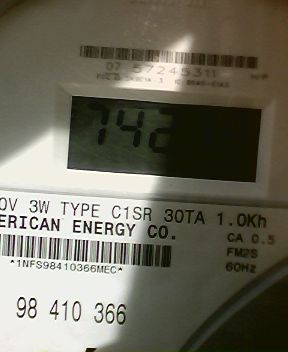 07 57245311
742
0V 3W TYPE C1SR 30TA 1.0Kh
ERICAN ENERGY CO. CA 0.5
FM2S
*1NFS98410366MEC* 60Hz
98 410 366